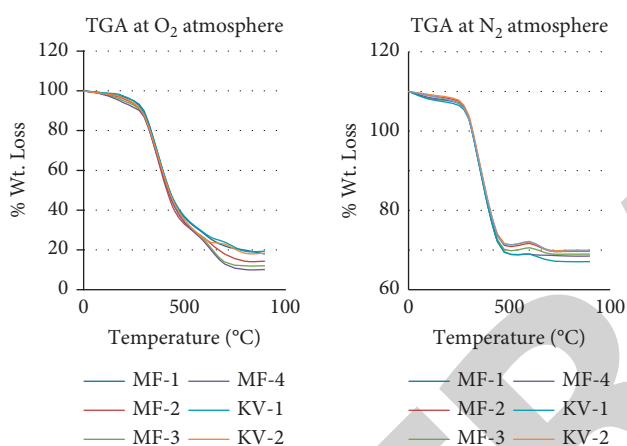 TGA at O2 atmosphere
120
100
80
60
40
20
0
0 500 100
% Wt. Loss
Temperature (°C)
MF-1 MF-4
MF-2 KV-1
MF-3 KV-2
TGA at N2 atmosphere
120
110
100
60
0 500 100
% Wt. Loss
Temperature (°C)
MF-1 MF-4
MF-2 KV-1
MF-3 KV-2